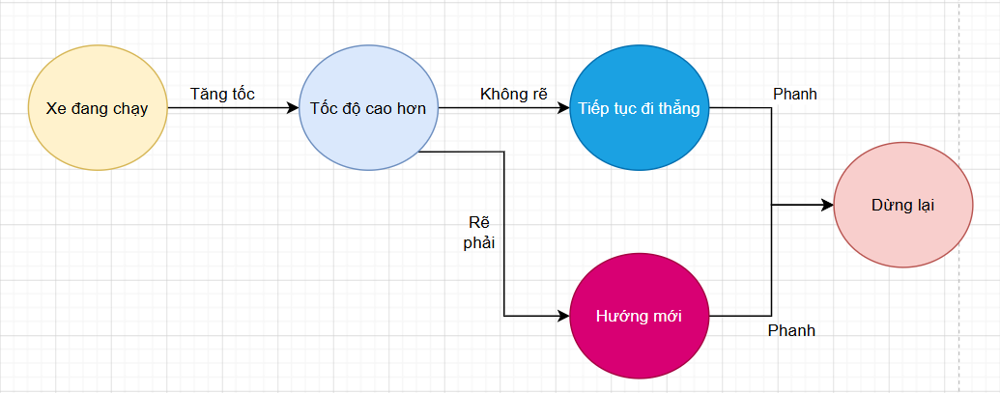 Xe đang chạy
Tăng tốc
Tốc độ cao hơn
Không rẽ
Tiếp tục đi thẳng
Phanh
Rẽ
phải
Hướng mới
Phanh
Dừng lại